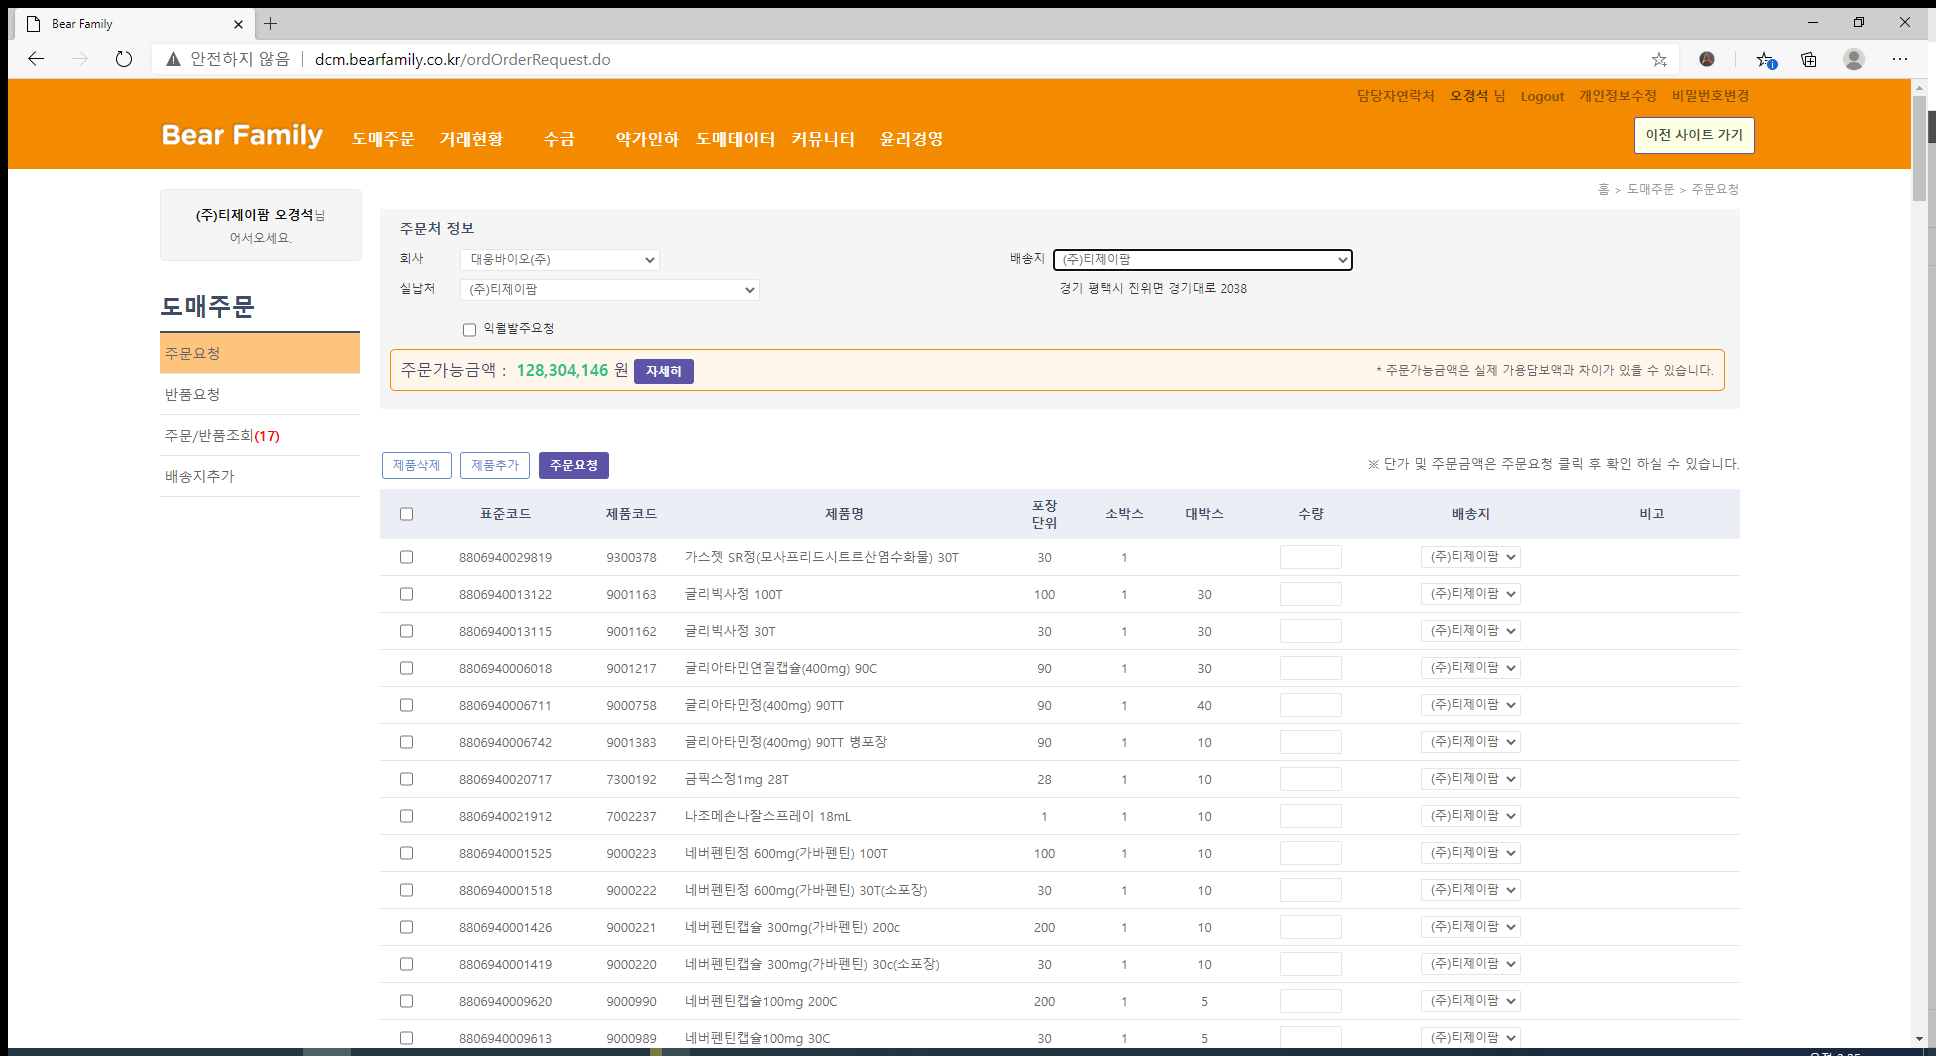 Bear Family
안전하지 않음 dcm.bearfamily.co.kr/ordOrderRequest.do
담당자연락처 오경석 님 Logout 개인정보수정 비밀번호변경
Bear Family 도매주문 거래현황 수금 약가인하 도매데이터 커뮤니티 윤리경영
이전 사이트 가기
홈 > 도매주문 > 주문요청
(주)티제이팜 오경석님
어서오세요.
도매주문
주문요청
반품요청
주문/반품조회(17)
배송지추가
주문처 정보
회사 대웅바이오(주) 배송지 (주)티제이팜
실납처 (주)티제이팜 경기 평택시 진위면 경기대로 2038
익월발주요청
주문가능금액 : 128,304,146 원 자세히 * 주문가능금액은 실제 가용담보액과 차이가 있을 수 있습니다.
제품삭제 제품추가 주문요청 ※ 단가 및 주문금액은 주문요청 클릭 후 확인 하실 수 있습니다.
표준코드 제품코드 제품명 포장 단위 소박스 대박스 수량 배송지 비고
8806940029819 9300378 가스젯 SR정(모사프리드시트르산염수화물) 30T 30 1 (주)티제이팜
8806940013122 9001163 글리빅사정 100T 100 1 30 (주)티제이팜
8806940013115 9001162 글리빅사정 30T 30 1 30 (주)티제이팜
8806940006018 9001217 글리아타민연질캡슐(400mg) 90C 90 1 30 (주)티제이팜
8806940006711 9000758 글리아타민정(400mg) 90TT 90 1 40 (주)티제이팜
8806940006742 9001383 글리아타민정(400mg) 90TT 병포장 90 1 10 (주)티제이팜
8806940020717 7300192 금픽스정1mg 28T 28 1 10 (주)티제이팜
8806940021912 7002237 나조메손나잘스프레이 18mL 1 1 10 (주)티제이팜
8806940001525 9000223 네버펜틴정 600mg(가바펜틴) 100T 100 1 10 (주)티제이팜
8806940001518 9000222 네버펜틴정 600mg(가바펜틴) 30T(소포장) 30 1 10 (주)티제이팜
8806940001426 9000221 네버펜틴캡슐 300mg(가바펜틴) 200c 200 1 10 (주)티제이팜
8806940001419 9000220 네버펜틴캡슐 300mg(가바펜틴) 30c(소포장) 30 1 10 (주)티제이팜
8806940009620 9000990 네버펜틴캡슐100mg 200C 200 1 5 (주)티제이팜
8806940009613 9000989 네버펜틴캡슐100mg 30C 30 1 5 (주)티제이팜